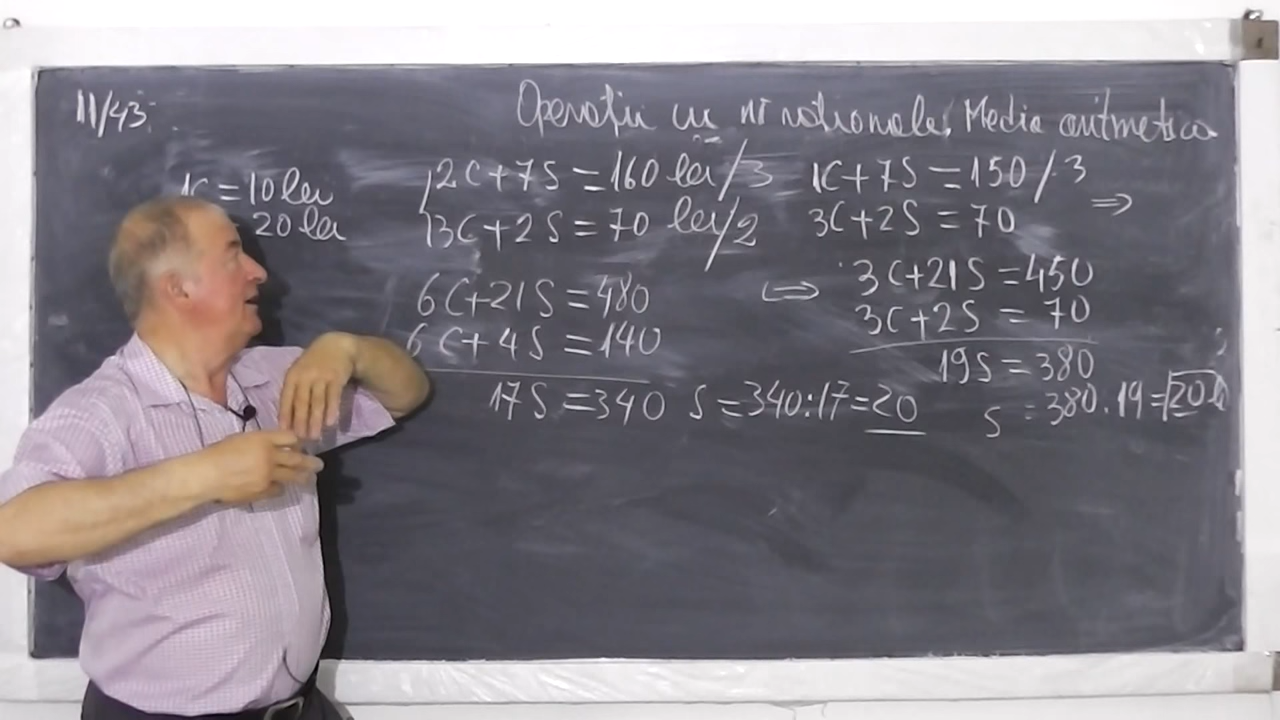 11/43;
Operații cu nr raționale. Media aritmetica
1c = 10 lei
20 lei
2C+7S = 160 lei /3
3C+2S = 70 lei /2
6C+21S = 480
6C+4S = 140
17S = 340 S = 340:17 = 20
1C+7S = 150 /·3
3C+2S = 70
⇒
⇔ 3C+21S = 450
3C+2S = 70
19S = 380
S = 380:19 = 20